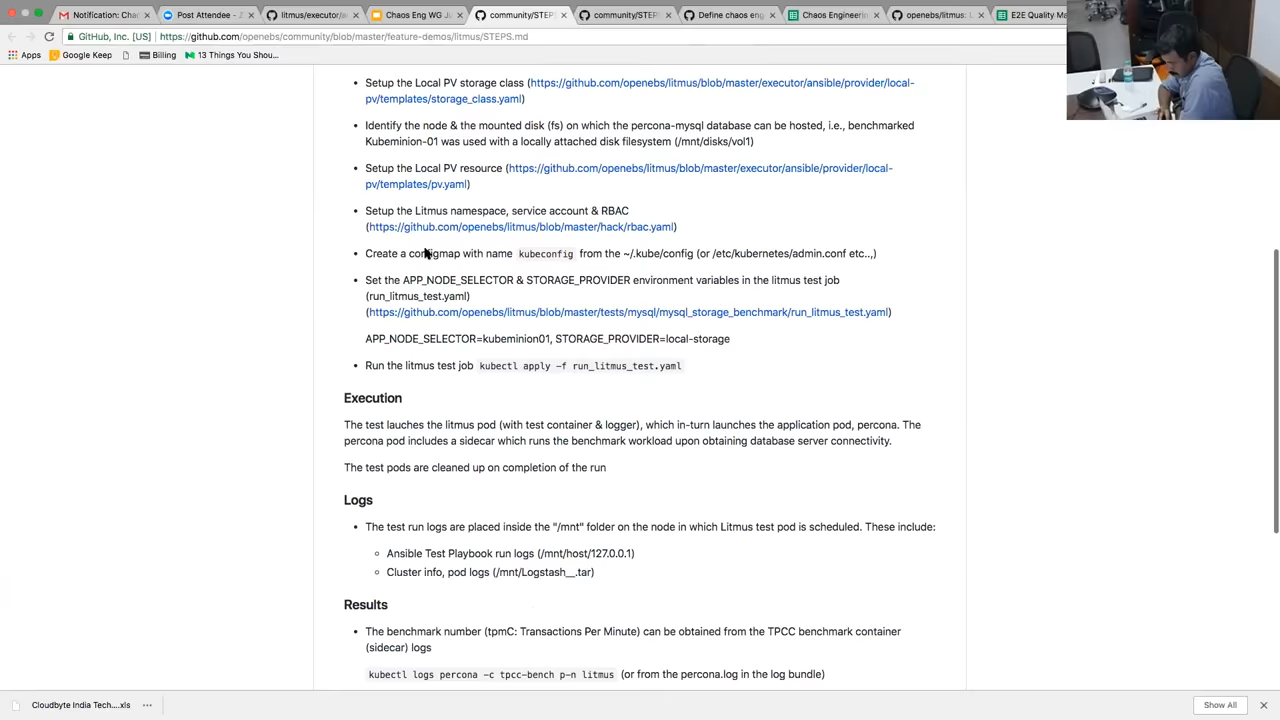 Notification: Cha
Post Attendee - Z
litmus/executor/a
Chaos Eng WG Ju
community/STEPS
community/STEPS
Define chaos eng
Chaos Engineering
openebs/litmus: L
E2E Quality M
GitHub, Inc. [US] | https://github.com/openebs/community/blob/master/feature-demos/litmus/STEPS.md
Apps Google Keep Billing 13 Things You Shou...
• Setup the Local PV storage class (https://github.com/openebs/litmus/blob/master/executor/ansible/provider/local-
pv/templates/storage_class.yaml)
• Identify the node & the mounted disk (fs) on which the percona-mysql database can be hosted, i.e., benchmarked
Kubeminion-01 was used with a locally attached disk filesystem (/mnt/disks/vol1)
• Setup the Local PV resource (https://github.com/openebs/litmus/blob/master/executor/ansible/provider/local-
pv/templates/pv.yaml)
• Setup the Litmus namespace, service account & RBAC
(https://github.com/openebs/litmus/blob/master/hack/rbac.yaml)
• Create a configmap with name kubeconfig from the ~/.kube/config (or /etc/kubernetes/admin.conf etc..,)
• Set the APP_NODE_SELECTOR & STORAGE_PROVIDER environment variables in the litmus test job
(run_litmus_test.yaml)
(https://github.com/openebs/litmus/blob/master/tests/mysql/mysql_storage_benchmark/run_litmus_test.yaml)
APP_NODE_SELECTOR=kubeminion01, STORAGE_PROVIDER=local-storage
• Run the litmus test job kubectl apply -f run_litmus_test.yaml
Execution
The test lauches the litmus pod (with test container & logger), which in-turn launches the application pod, percona. The
percona pod includes a sidecar which runs the benchmark workload upon obtaining database server connectivity.
The test pods are cleaned up on completion of the run
Logs
• The test run logs are placed inside the "/mnt" folder on the node in which Litmus test pod is scheduled. These include:
◦ Ansible Test Playbook run logs (/mnt/host/127.0.0.1)
◦ Cluster info, pod logs (/mnt/Logstash__.tar)
Results
• The benchmark number (tpmC: Transactions Per Minute) can be obtained from the TPCC benchmark container
(sidecar) logs
kubectl logs percona -c tpcc-bench p-n litmus (or from the percona.log in the log bundle)
Cloudbyte India Tech....xls
Show All